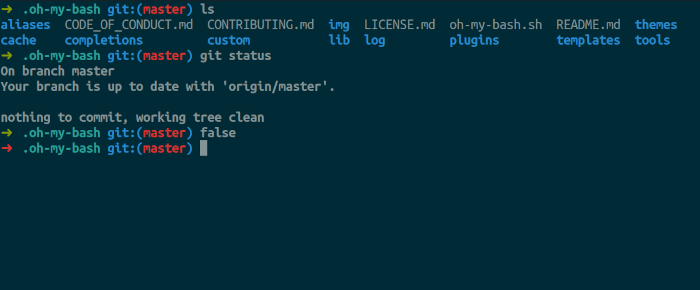 ➜ .oh-my-bash git:(master) ls
aliases CODE_OF_CONDUCT.md CONTRIBUTING.md img LICENSE.md oh-my-bash.sh README.md themes
cache completions custom lib log plugins templates tools
➜ .oh-my-bash git:(master) git status
On branch master
Your branch is up to date with 'origin/master'.
nothing to commit, working tree clean
➜ .oh-my-bash git:(master) false
➜ .oh-my-bash git:(master)